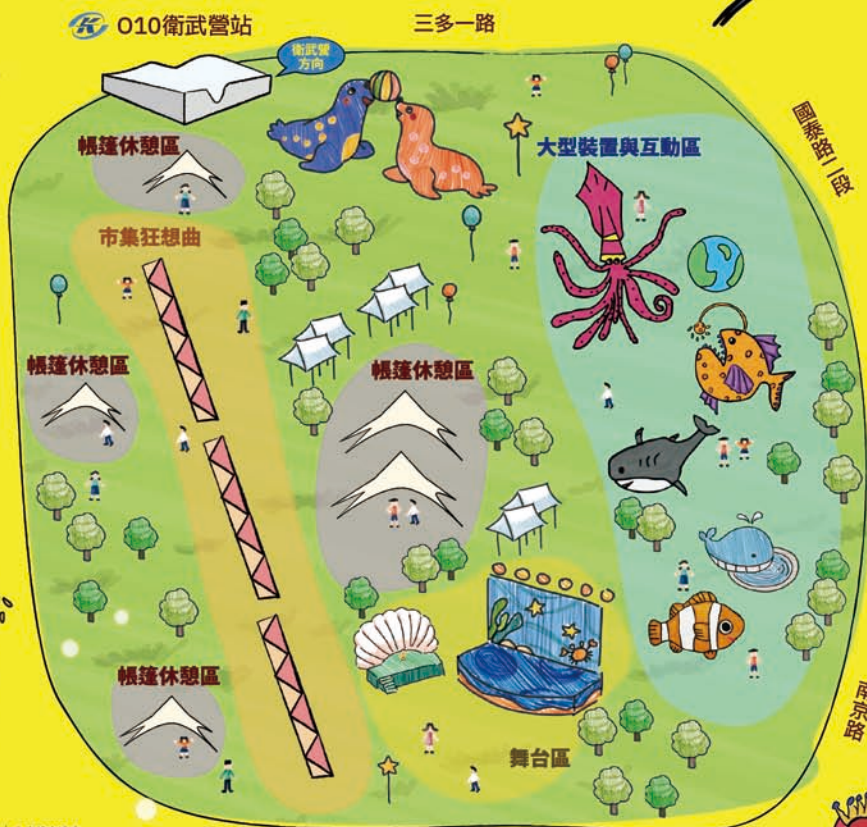 O10衛武營站
三多一路
衛武營
方向
國泰路二段
帳篷休憩區
大型裝置與互動區
市集狂想曲
帳篷休憩區
帳篷休憩區
帳篷休憩區
南京路
舞台區